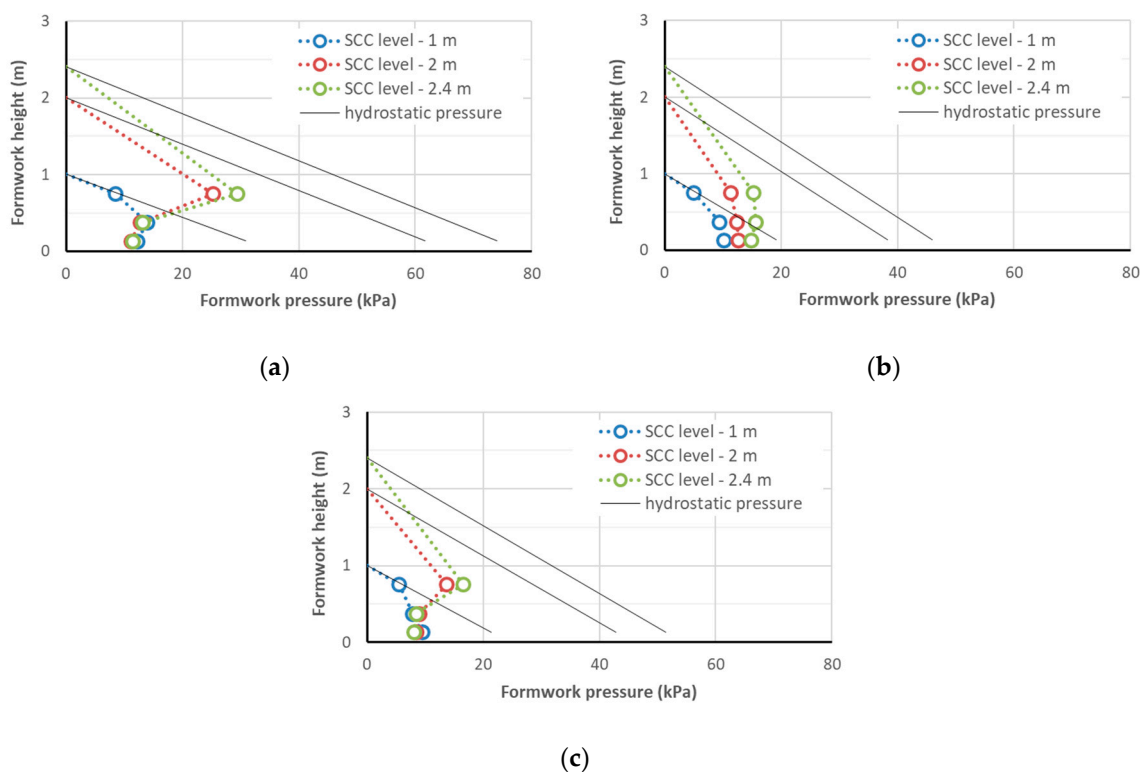 3
2
1
0
Formwork height (m)
SCC level - 1 m
SCC level - 2 m
SCC level - 2.4 m
hydrostatic pressure
0 20 40 60 80
Formwork pressure (kPa)
(a)
3
2
1
0
Formwork height (m)
SCC level - 1 m
SCC level - 2 m
SCC level - 2.4 m
hydrostatic pressure
0 20 40 60 80
Formwork pressure (kPa)
(b)
3
2
1
0
Formwork height (m)
SCC level - 1 m
SCC level - 2 m
SCC level - 2.4 m
hydrostatic pressure
0 20 40 60 80
Formwork pressure (kPa)
(c)